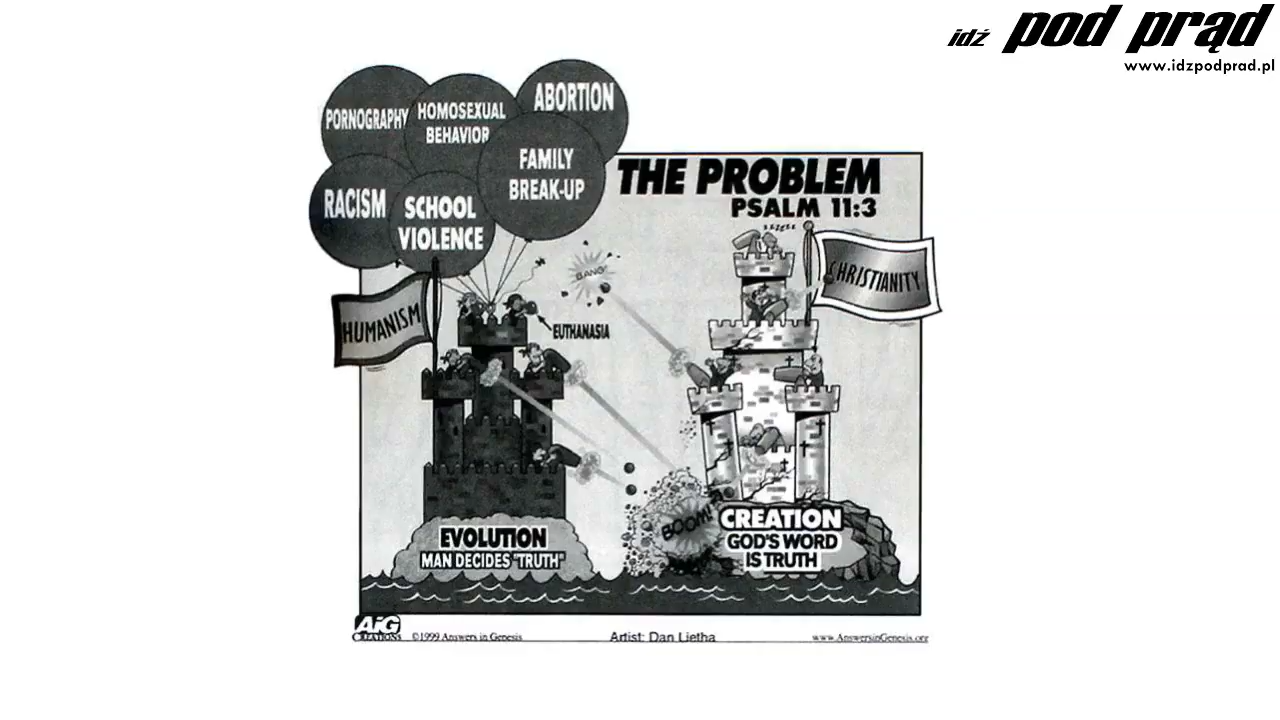 idź pod prąd
www.idzpodprad.pl
PORNOGRAPHY
HOMOSEXUAL
BEHAVIOR
ABORTION
FAMILY
BREAK-UP
RACISM
SCHOOL
VIOLENCE
THE PROBLEM
PSALM 11:3
zzzzzz
BANG
CHRISTIANITY
HUMANISM
EUTHANASIA
BOOM!
EVOLUTION
MAN DECIDES "TRUTH"
CREATION
GOD'S WORD
IS TRUTH
AiG
CREATIONS
©1999 Answers in Genesis
Artist: Dan Lietha
www.AnswersinGenesis.org